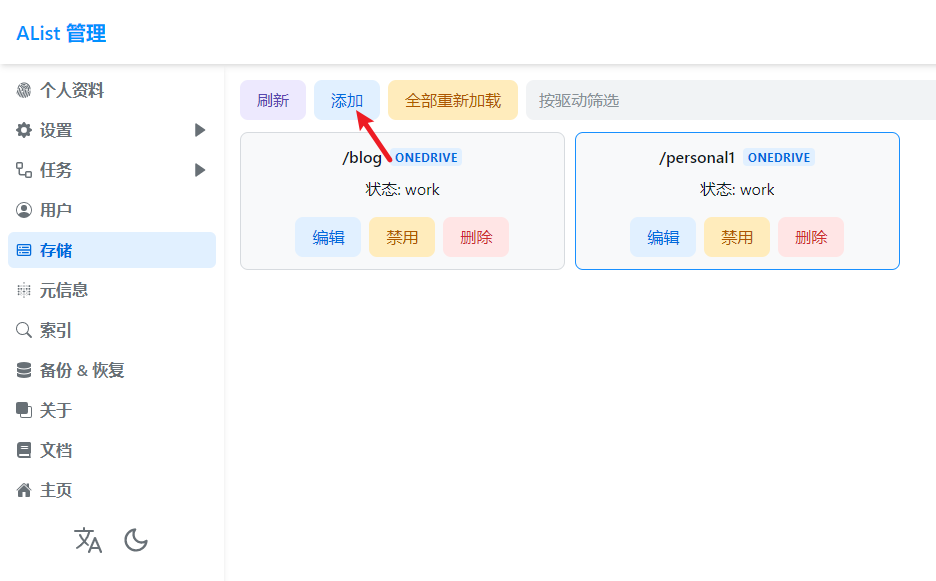 AList 管理
个人资料
设置
任务
用户
存储
元信息
索引
备份 & 恢复
关于
文档
主页
刷新 添加 全部重新加载 按驱动筛选
/blog ONEDRIVE
状态: work
编辑 禁用 删除
/personal1 ONEDRIVE
状态: work
编辑 禁用 删除